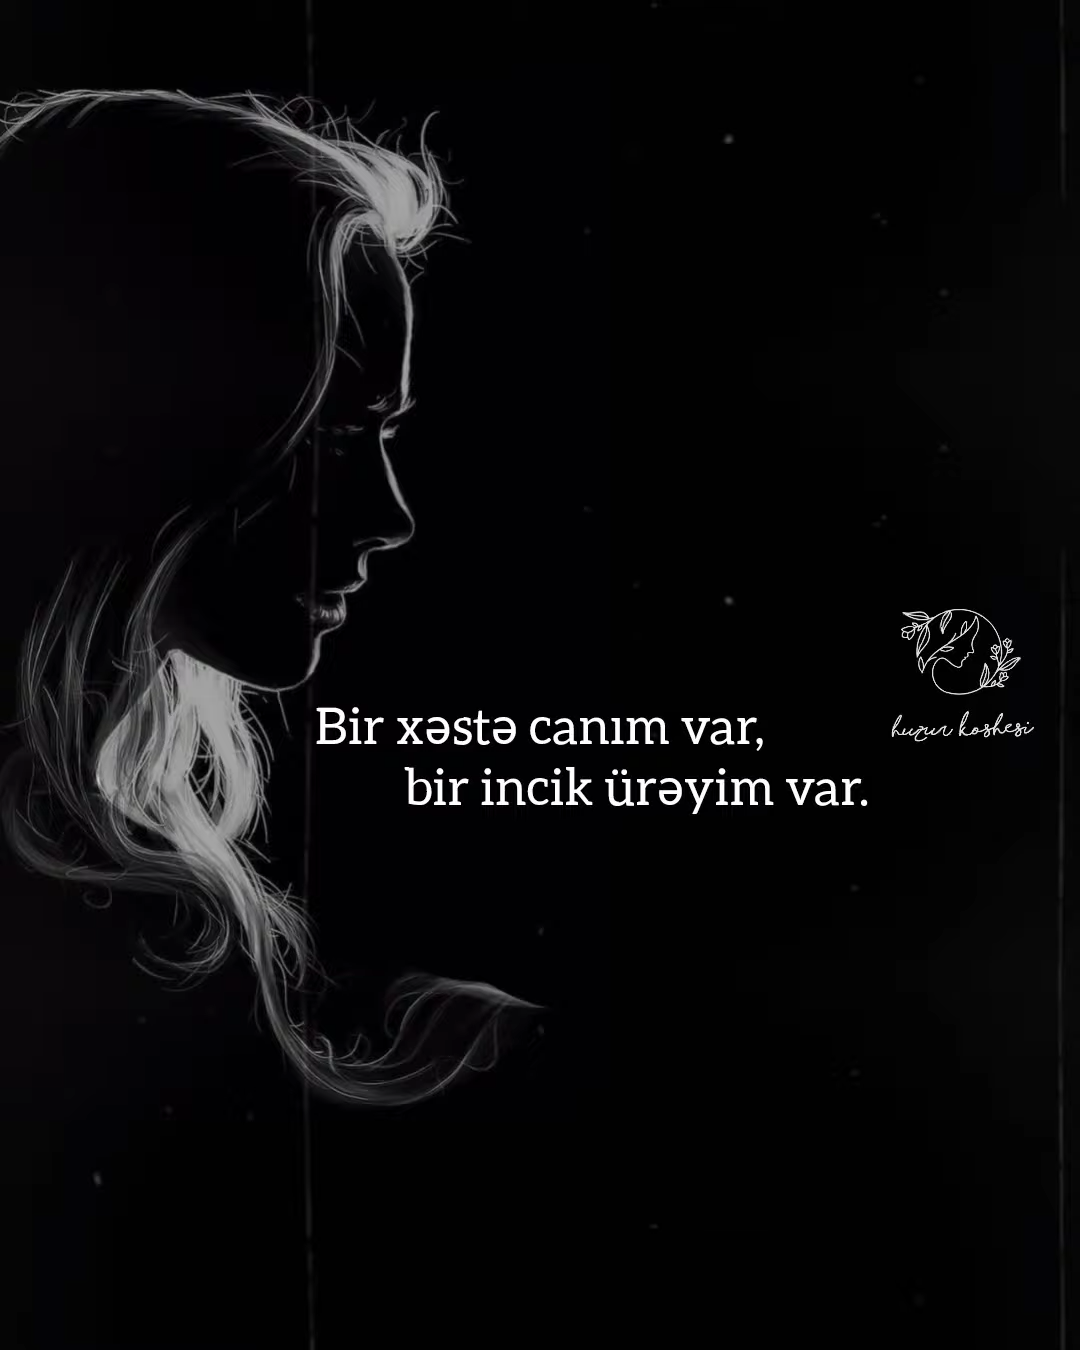 Bir xəstə canım var,
bir incik ürəyim var.
huzur koshesi